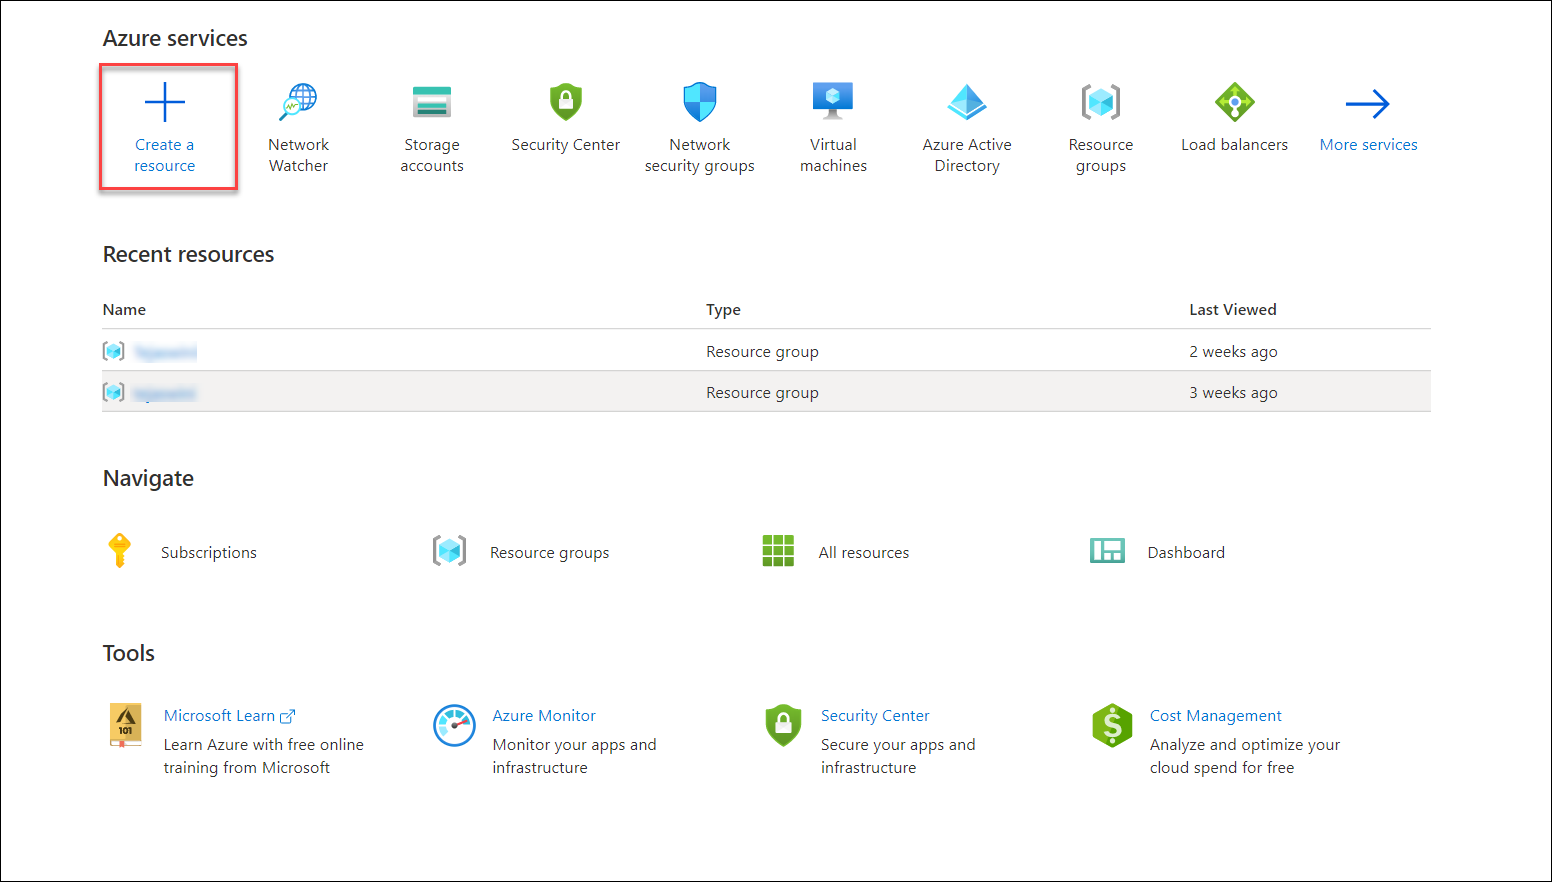 Azure services
Create a
resource
Network
Watcher
Storage
accounts
Security Center
Network
security groups
Virtual
machines
Azure Active
Directory
Resource
groups
Load balancers
More services
Recent resources
Name Type Last Viewed
Resource group 2 weeks ago
Resource group 3 weeks ago
Navigate
Subscriptions Resource groups All resources Dashboard
Tools
101
Microsoft Learn
Learn Azure with free online
training from Microsoft
Azure Monitor
Monitor your apps and
infrastructure
Security Center
Secure your apps and
infrastructure
$
Cost Management
Analyze and optimize your
cloud spend for free